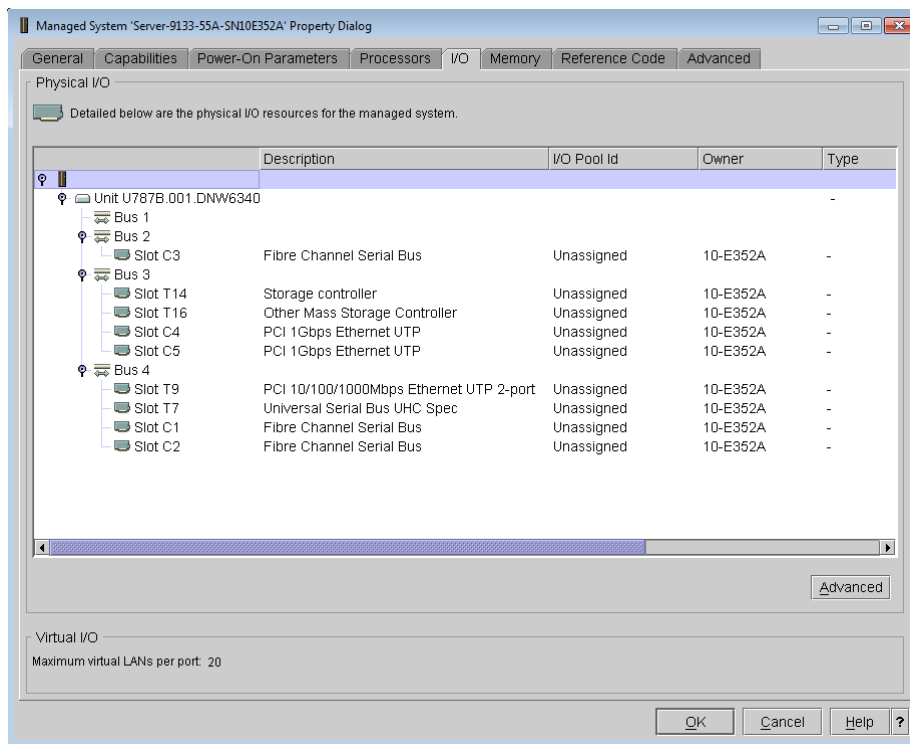 Managed System 'Server-9133-55A-SN10E352A' Property Dialog
General Capabilities Power-On Parameters Processors I/O Memory Reference Code Advanced
Physical I/O
Detailed below are the physical I/O resources for the managed system.
Description I/O Pool Id Owner Type
Unit U787B.001.DNW6340 -
Bus 1
Bus 2
Slot C3 Fibre Channel Serial Bus Unassigned 10-E352A -
Bus 3
Slot T14 Storage controller Unassigned 10-E352A -
Slot T16 Other Mass Storage Controller Unassigned 10-E352A -
Slot C4 PCI 1Gbps Ethernet UTP Unassigned 10-E352A -
Slot C5 PCI 1Gbps Ethernet UTP Unassigned 10-E352A -
Bus 4
Slot T9 PCI 10/100/1000Mbps Ethernet UTP 2-port Unassigned 10-E352A -
Slot T7 Universal Serial Bus UHC Spec Unassigned 10-E352A -
Slot C1 Fibre Channel Serial Bus Unassigned 10-E352A -
Slot C2 Fibre Channel Serial Bus Unassigned 10-E352A -
Advanced
Virtual I/O
Maximum virtual LANs per port: 20
OK Cancel Help ?